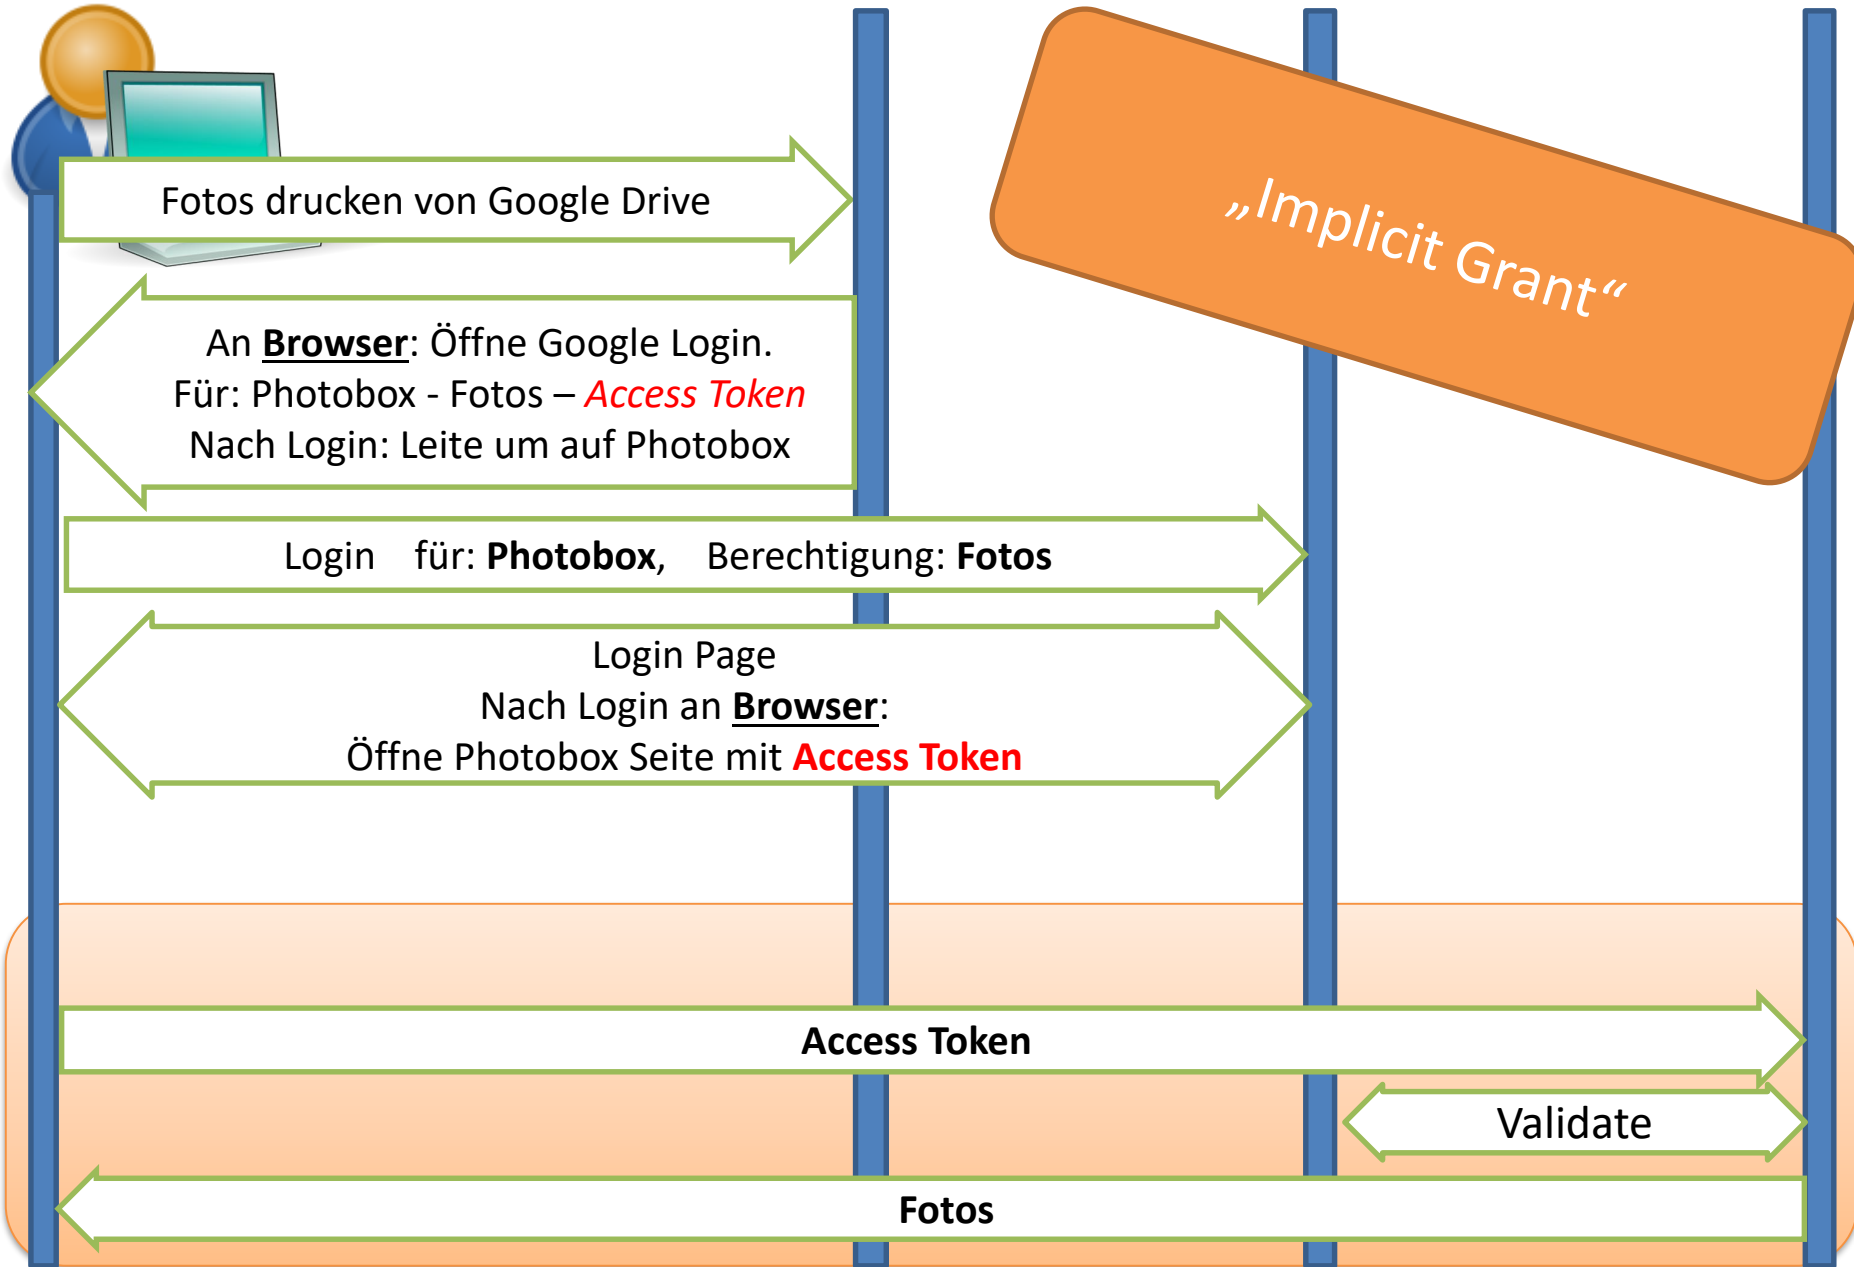 Fotos drucken von Google Drive
„Implicit Grant“
An Browser: Öffne Google Login.
Für: Photobox - Fotos – Access Token
Nach Login: Leite um auf Photobox
Login für: Photobox, Berechtigung: Fotos
Login Page
Nach Login an Browser:
Öffne Photobox Seite mit Access Token
Access Token
Validate
Fotos